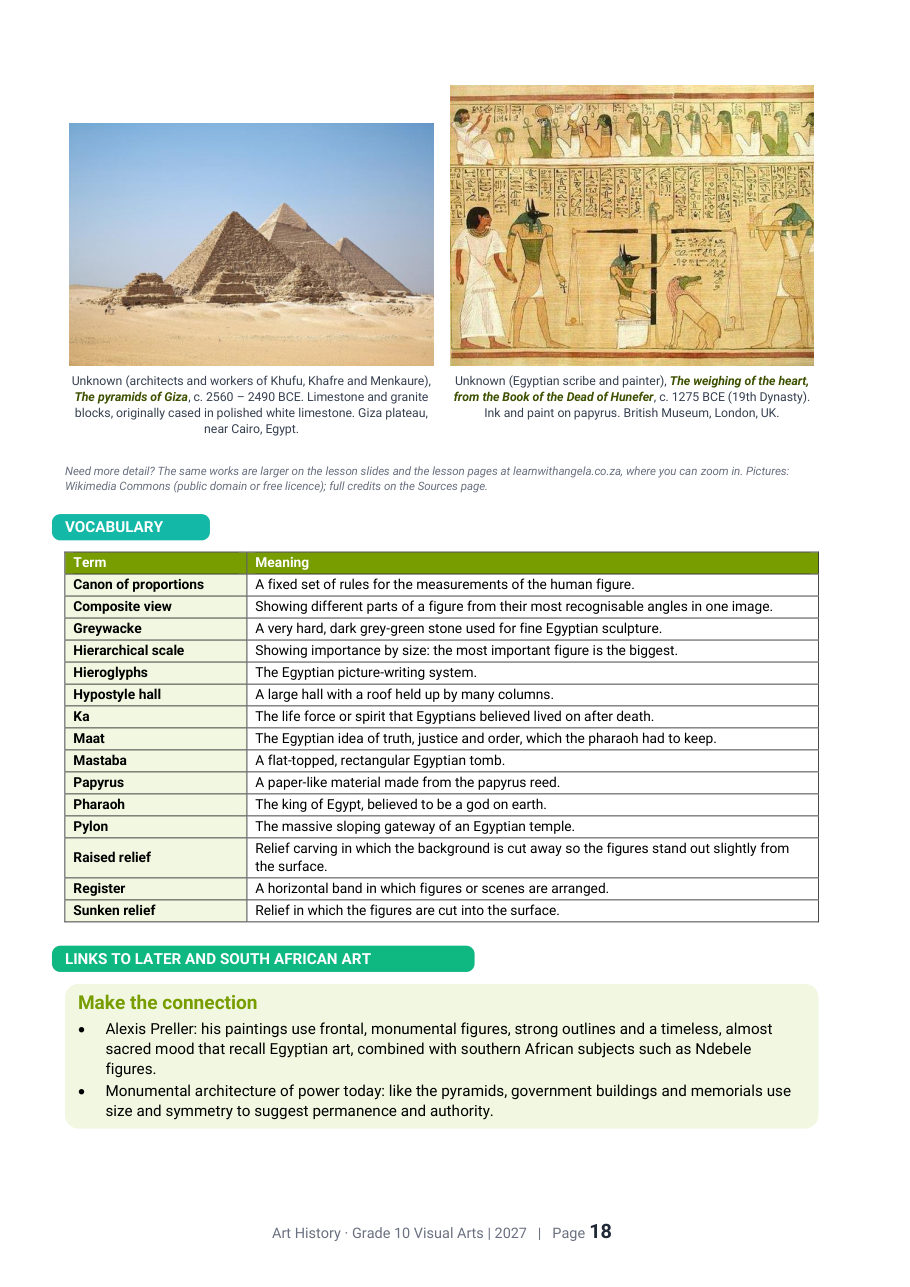 Unknown (architects and workers of Khufu, Khafre and Menkaure),
The pyramids of Giza, c. 2560 – 2490 BCE. Limestone and granite
blocks, originally cased in polished white limestone. Giza plateau,
near Cairo, Egypt.
Unknown (Egyptian scribe and painter), The weighing of the heart,
from the Book of the Dead of Hunefer, c. 1275 BCE (19th Dynasty).
Ink and paint on papyrus. British Museum, London, UK.
Need more detail? The same works are larger on the lesson slides and the lesson pages at learnwithangela.co.za, where you can zoom in. Pictures:
Wikimedia Commons (public domain or free licence); full credits on the Sources page.
VOCABULARY
Term Meaning
Canon of proportions A fixed set of rules for the measurements of the human figure.
Composite view Showing different parts of a figure from their most recognisable angles in one image.
Greywacke A very hard, dark grey-green stone used for fine Egyptian sculpture.
Hierarchical scale Showing importance by size: the most important figure is the biggest.
Hieroglyphs The Egyptian picture-writing system.
Hypostyle hall A large hall with a roof held up by many columns.
Ka The life force or spirit that Egyptians believed lived on after death.
Maat The Egyptian idea of truth, justice and order, which the pharaoh had to keep.
Mastaba A flat-topped, rectangular Egyptian tomb.
Papyrus A paper-like material made from the papyrus reed.
Pharaoh The king of Egypt, believed to be a god on earth.
Pylon The massive sloping gateway of an Egyptian temple.
Raised relief Relief carving in which the background is cut away so the figures stand out slightly from
the surface.
Register A horizontal band in which figures or scenes are arranged.
Sunken relief Relief in which the figures are cut into the surface.
LINKS TO LATER AND SOUTH AFRICAN ART
Make the connection
• Alexis Preller: his paintings use frontal, monumental figures, strong outlines and a timeless, almost
sacred mood that recall Egyptian art, combined with southern African subjects such as Ndebele
figures.
• Monumental architecture of power today: like the pyramids, government buildings and memorials use
size and symmetry to suggest permanence and authority.
Art History · Grade 10 Visual Arts | 2027 | Page 18